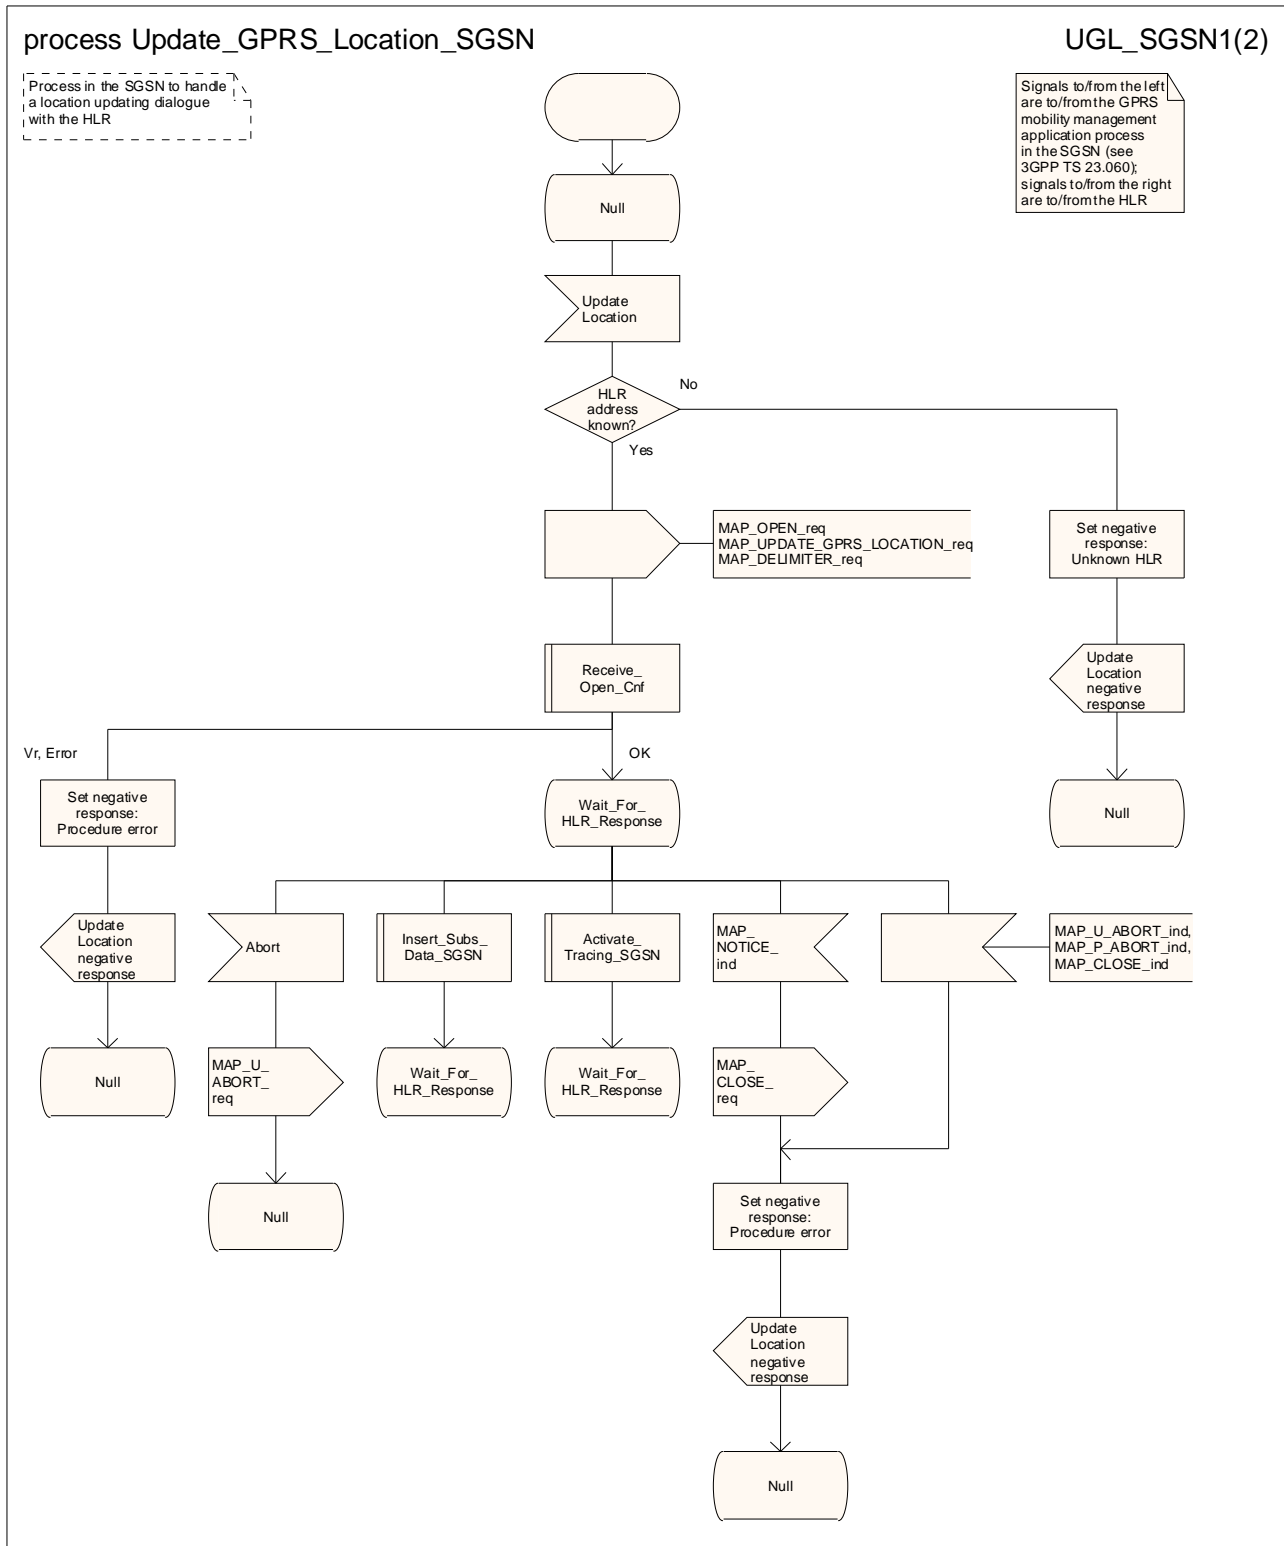 process Update_GPRS_Location_SGSN
UGL_SGSN1(2)
Process in the SGSN to handle
a location updating dialogue
with the HLR
Signals to/from the left
are to/from the GPRS
mobility management
application process
in the SGSN (see
3GPP TS 23.060);
signals to/from the right
are to/from the HLR
Null
Update
Location
HLR
address
known?
No
Yes
MAP_OPEN_req
MAP_UPDATE_GPRS_LOCATION_req
MAP_DELIMITER_req
Set negative
response:
Unknown HLR
Receive_
Open_Cnf
Update
Location
negative
response
Vr, Error
OK
Set negative
response:
Procedure error
Wait_For_
HLR_Response
Null
Update
Location
negative
response
Abort
Insert_Subs_
Data_SGSN
Activate_
Tracing_SGSN
MAP_
NOTICE_
ind
MAP_U_ABORT_ind,
MAP_P_ABORT_ind,
MAP_CLOSE_ind
Null
MAP_U_
ABORT_
req
Wait_For_
HLR_Response
Wait_For_
HLR_Response
MAP_
CLOSE_
req
Null
Set negative
response:
Procedure error
Update
Location
negative
response
Null